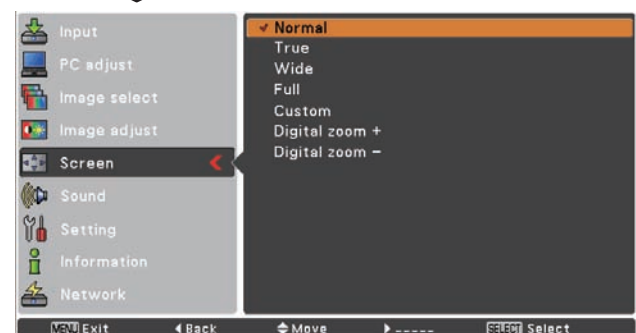 Input
PC adjust
Image select
Image adjust
Screen
Sound
Setting
Information
Network
Normal
True
Wide
Full
Custom
Digital zoom +
Digital zoom –
MENU Exit ◀Back ⬍Move ▶----- SELECT Select